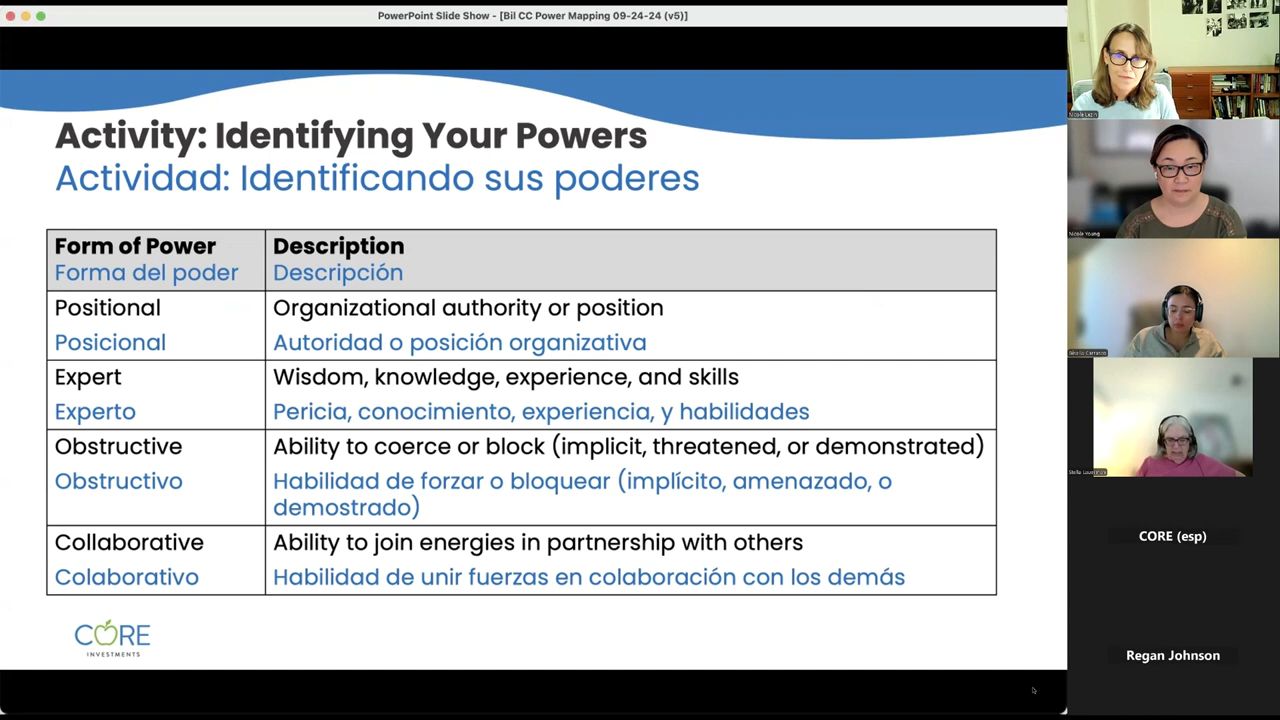 PowerPoint Slide Show - [Bil CC Power Mapping 09-24-24 (v5)]
Activity: Identifying Your Powers
Actividad: Identificando sus poderes
Form of Power
Forma del poder
Description
Descripción
Positional
Posicional
Organizational authority or position
Autoridad o posición organizativa
Expert
Experto
Wisdom, knowledge, experience, and skills
Pericia, conocimiento, experiencia, y habilidades
Obstructive
Obstructivo
Ability to coerce or block (implicit, threatened, or demonstrated)
Habilidad de forzar o bloquear (implícito, amenazado, o
demostrado)
Collaborative
Colaborativo
Ability to join energies in partnership with others
Habilidad de unir fuerzas en colaboración con los demás
CORE
INVESTMENTS
Nicole Young
CORE (esp)
Regan Johnson